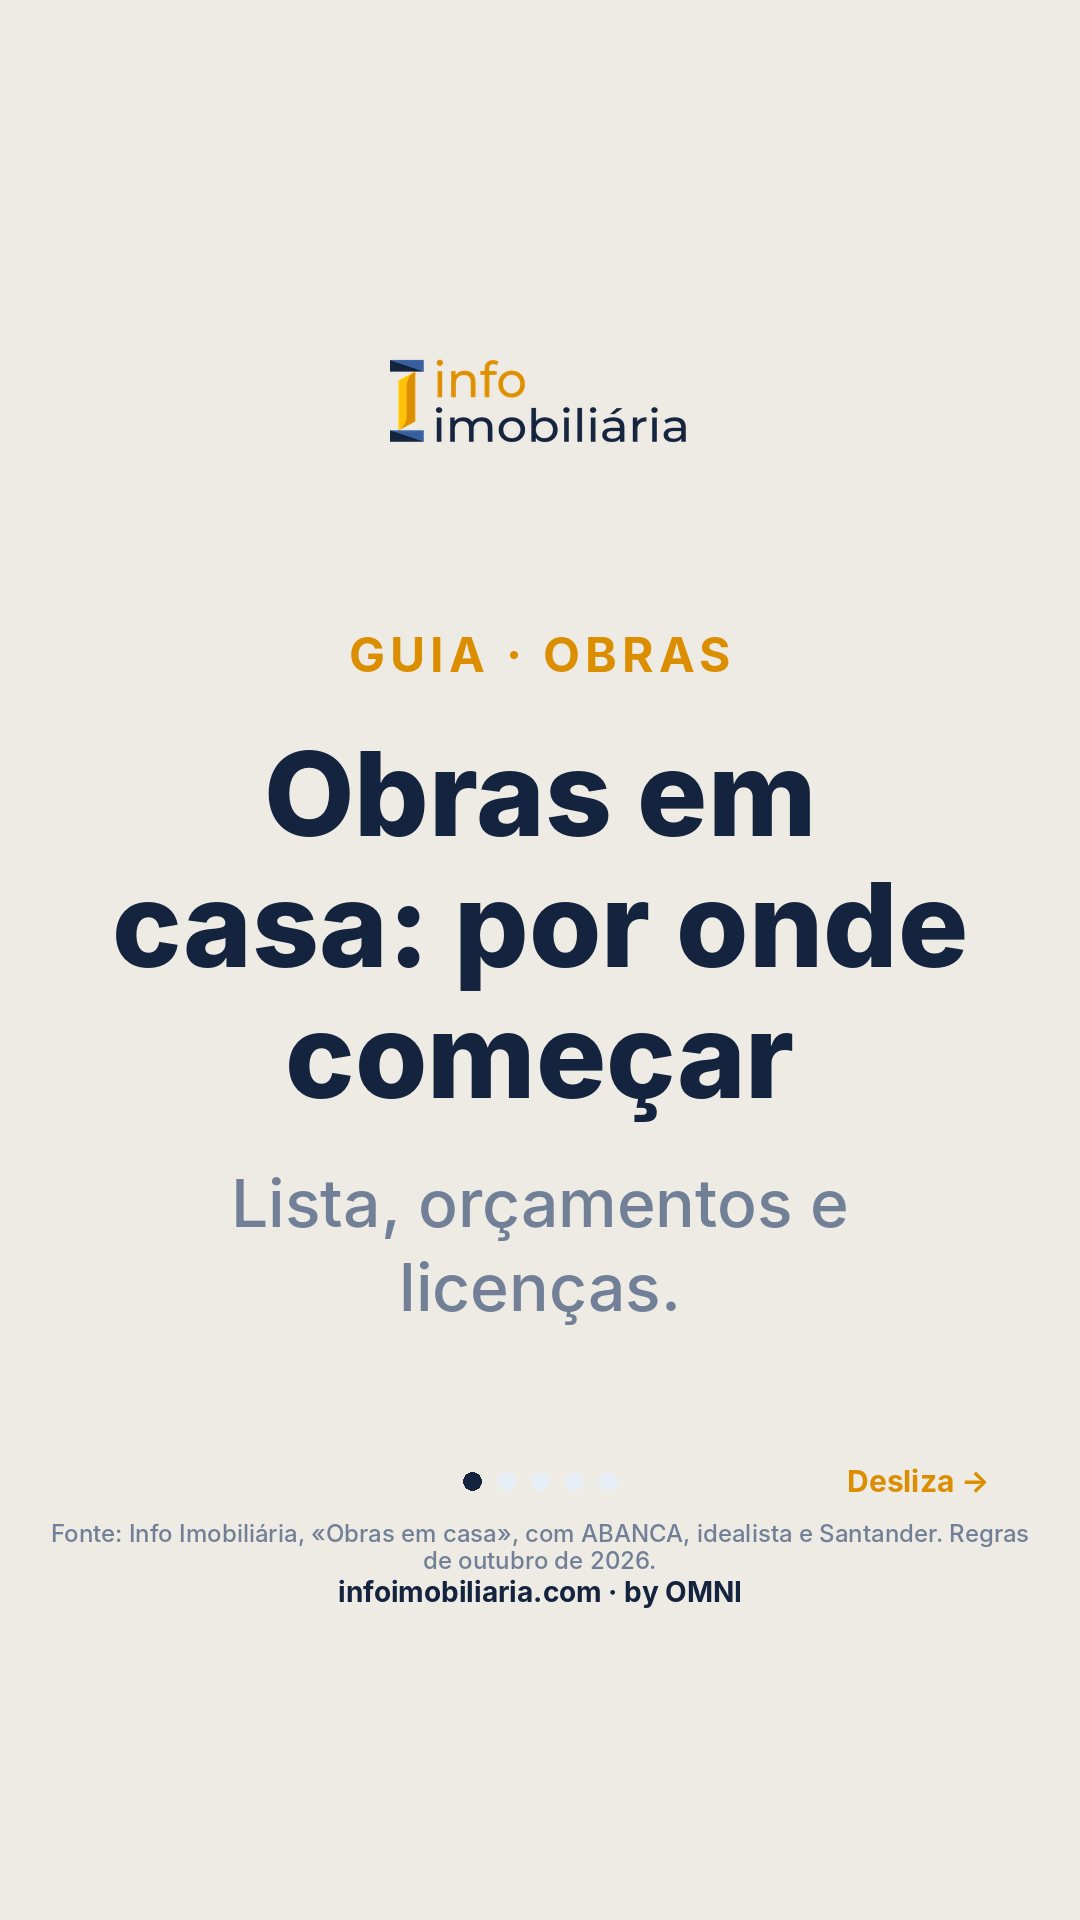 info
imobiliária
GUIA · OBRAS
Obras em
casa: por onde
começar
Lista, orçamentos e
licenças.
Desliza →
Fonte: Info Imobiliária, «Obras em casa», com ABANCA, idealista e Santander. Regras
de outubro de 2026.
infoimobiliaria.com · by OMNI